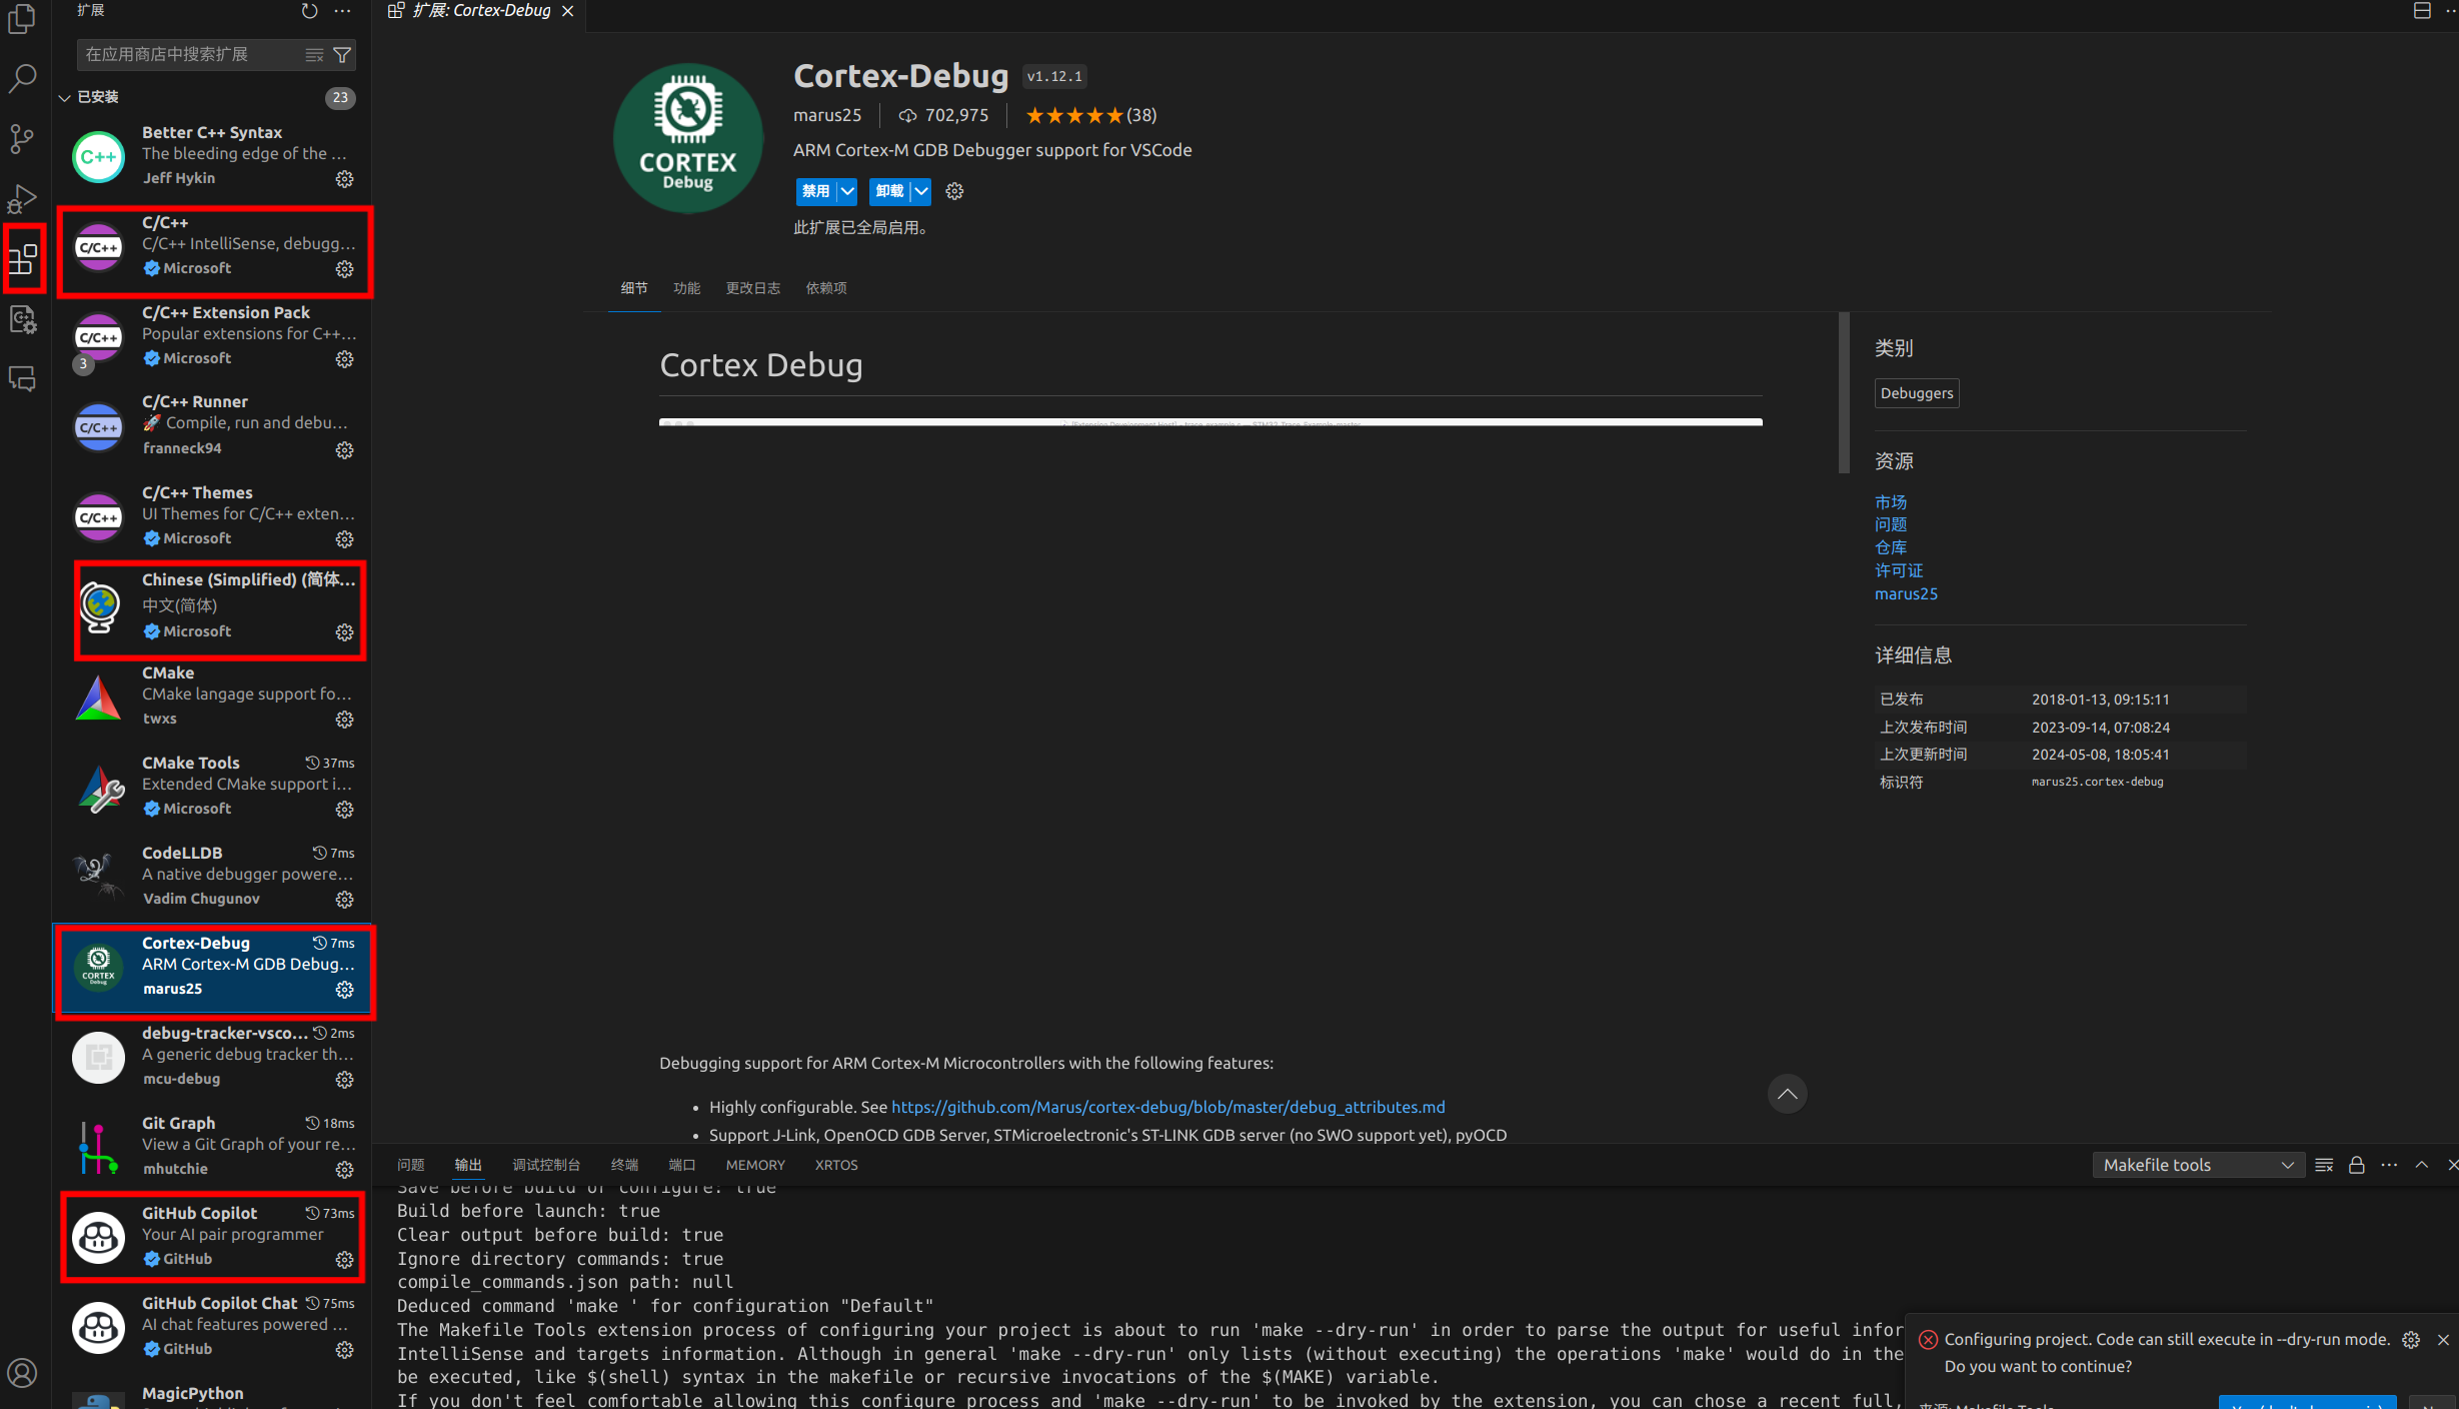 扩展
在应用商店中搜索扩展
已安装
23
Better C++ Syntax
The bleeding edge of the ...
Jeff Hykin
C/C++
C/C++ IntelliSense, debugg...
Microsoft
C/C++ Extension Pack
Popular extensions for C++...
Microsoft
3
C/C++ Runner
🚀 Compile, run and debu...
franneck94
C/C++ Themes
UI Themes for C/C++ exten...
Microsoft
Chinese (Simplified) (简体...
中文(简体)
Microsoft
CMake
CMake langage support fo...
twxs
CMake Tools 37ms
Extended CMake support i...
Microsoft
CodeLLDB 7ms
A native debugger powere...
Vadim Chugunov
Cortex-Debug 7ms
ARM Cortex-M GDB Debug...
marus25
debug-tracker-vsco... 2ms
A generic debug tracker th...
mcu-debug
Git Graph 18ms
View a Git Graph of your re...
mhutchie
GitHub Copilot 73ms
Your AI pair programmer
GitHub
GitHub Copilot Chat 75ms
AI chat features powered ...
GitHub
MagicPython
扩展: Cortex-Debug
CORTEX
Debug
Cortex-Debug v1.12.1
marus25 702,975 ★★★★★(38)
ARM Cortex-M GDB Debugger support for VSCode
禁用 卸载
此扩展已全局启用。
细节 功能 更改日志 依赖项
Cortex Debug
Debugging support for ARM Cortex-M Microcontrollers with the following features:
• Highly configurable. See https://github.com/Marus/cortex-debug/blob/master/debug_attributes.md
• Support J-Link, OpenOCD GDB Server, STMicroelectronic's ST-LINK GDB server (no SWO support yet), pyOCD
类别
Debuggers
资源
市场
问题
仓库
许可证
marus25
详细信息
已发布 2018-01-13, 09:15:11
上次发布时间 2023-09-14, 07:08:24
上次更新时间 2024-05-08, 18:05:41
标识符 marus25.cortex-debug
问题 输出 调试控制台 终端 端口 MEMORY XRTOS
Makefile tools
Save before build or configure: true
Build before launch: true
Clear output before build: true
Ignore directory commands: true
compile_commands.json path: null
Deduced command 'make ' for configuration "Default"
The Makefile Tools extension process of configuring your project is about to run 'make --dry-run' in order to parse the output for useful infor
IntelliSense and targets information. Although in general 'make --dry-run' only lists (without executing) the operations 'make' would do in the
be executed, like $(shell) syntax in the makefile or recursive invocations of the $(MAKE) variable.
If you don't feel comfortable allowing this configure process and 'make --dry-run' to be invoked by the extension, you can chose a recent full,
Configuring project. Code can still execute in --dry-run mode.
Do you want to continue?